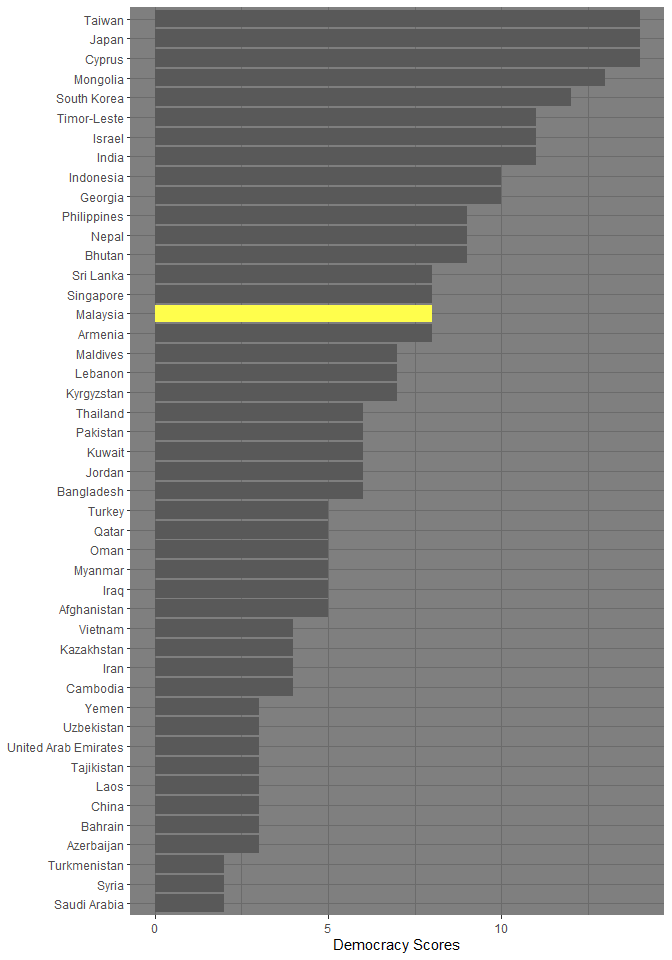 Taiwan
Japan
Cyprus
Mongolia
South Korea
Timor-Leste
Israel
India
Indonesia
Georgia
Philippines
Nepal
Bhutan
Sri Lanka
Singapore
Malaysia
Armenia
Maldives
Lebanon
Kyrgyzstan
Thailand
Pakistan
Kuwait
Jordan
Bangladesh
Turkey
Qatar
Oman
Myanmar
Iraq
Afghanistan
Vietnam
Kazakhstan
Iran
Cambodia
Yemen
Uzbekistan
United Arab Emirates
Tajikistan
Laos
China
Bahrain
Azerbaijan
Turkmenistan
Syria
Saudi Arabia
0 5 10
Democracy Scores